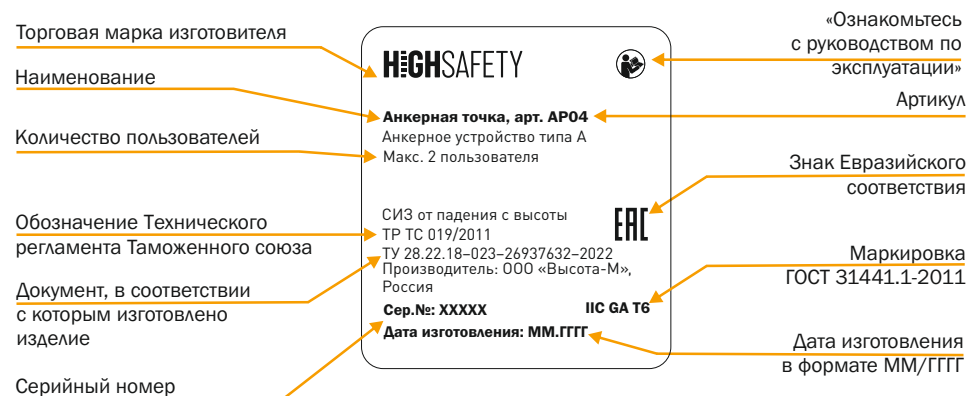 Торговая марка изготовителя
Наименование
Количество пользователей
Обозначение Технического
регламента Таможенного союза
Документ, в соответствии
с которым изготовлено
изделие
Серийный номер
HIGHSAFETY
Анкерная точка, арт. AP04
Анкерное устройство типа А
Макс. 2 пользователя
СИЗ от падения с высоты
ТР ТС 019/2011
ТУ 28.22.18–023–26937632–2022
Производитель: ООО «Высота-М»,
Россия
Сер.№: XXXXX
IIC GA T6
Дата изготовления: ММ.ГГГГ
EAC
«Ознакомьтесь
с руководством по
эксплуатации»
Артикул
Знак Евразийского
соответствия
Маркировка
ГОСТ 31441.1-2011
Дата изготовления
в формате ММ/ГГГГ